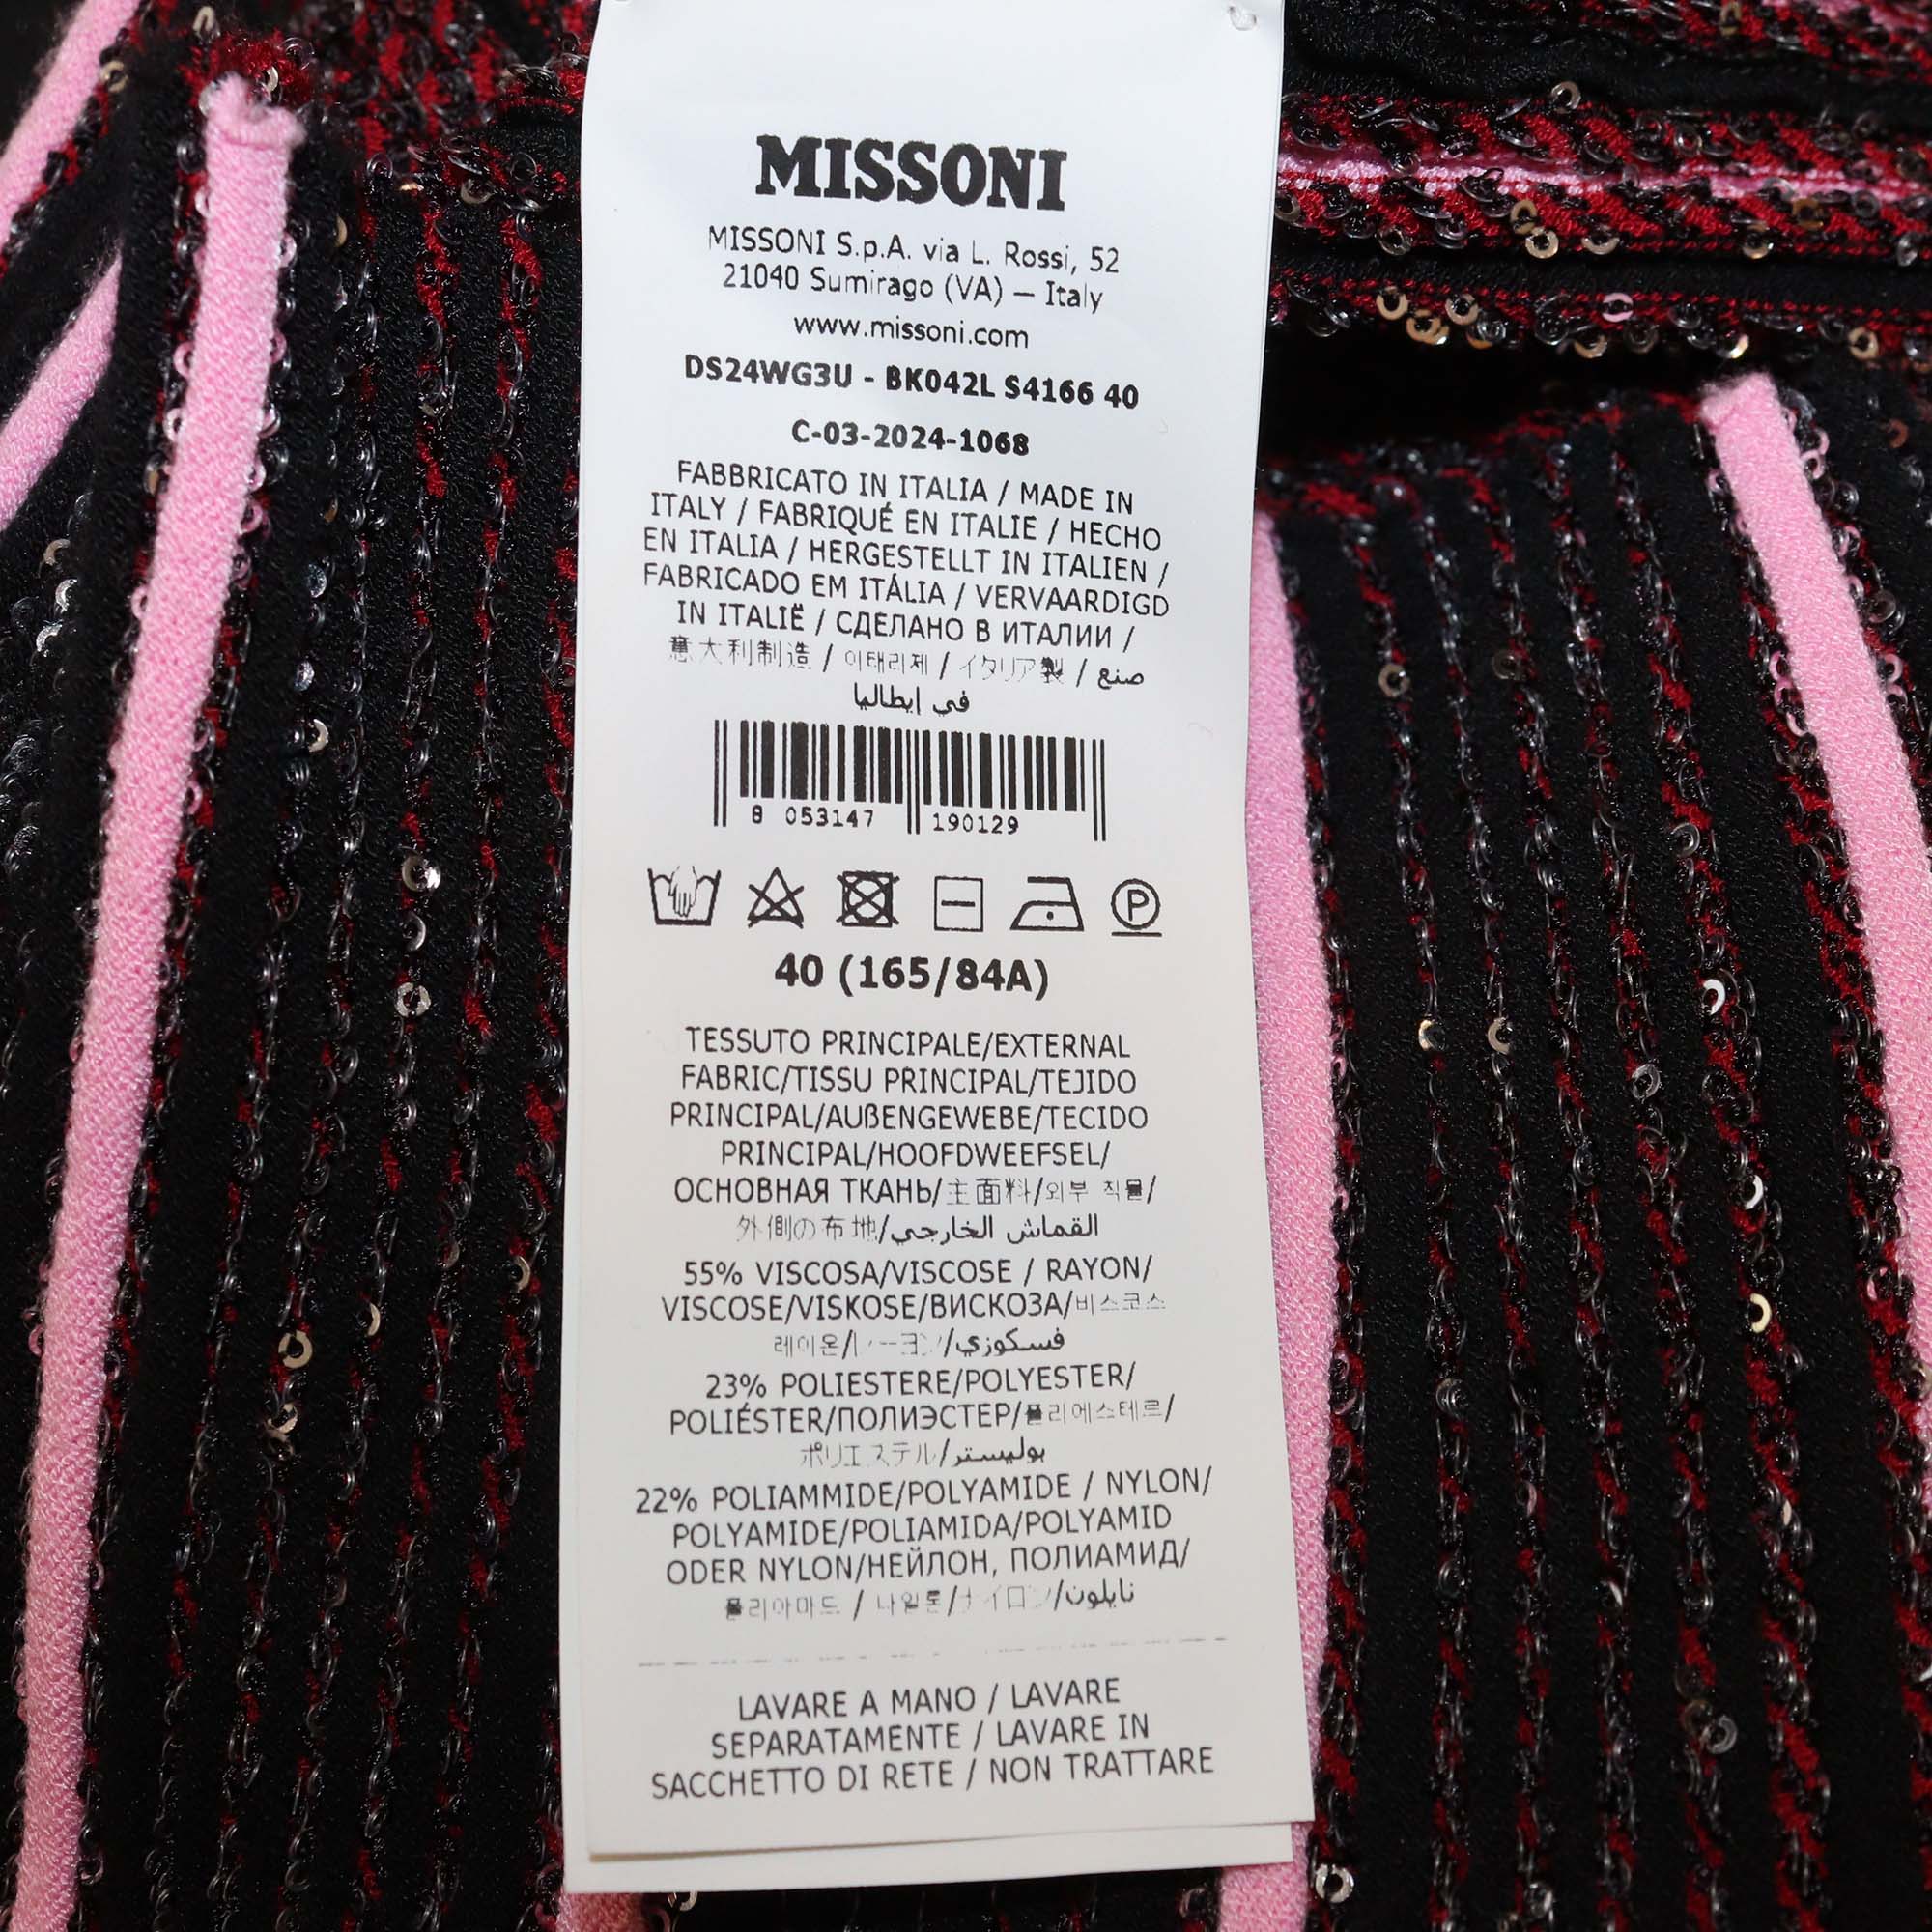 MISSONI
MISSONI S.p.A. via L. Rossi, 52
21040 Sumirago (VA) – Italy
www.missoni.com
DS24WG3U - BK042L S4166 40
C-03-2024-1068
FABBRICATO IN ITALIA / MADE IN
ITALY / FABRIQUÉ EN ITALIE / HECHO
EN ITALIA / HERGESTELLT IN ITALIEN /
FABRICADO EM ITÁLIA / VERVAARDIGD
IN ITALIË / СДЕЛАНО В ИТАЛИИ /
意大利制造 / 이태리제 / イタリア製 / صنع
في إيطاليا
8 053147 190129
P
40 (165/84A)
TESSUTO PRINCIPALE/EXTERNAL
FABRIC/TISSU PRINCIPAL/TEJIDO
PRINCIPAL/AUßENGEWEBE/TECIDO
PRINCIPAL/HOOFDWEEFSEL/
ОСНОВНАЯ ТКАНЬ/主面料/외부 직물/
外側の布地/القماش الخارجي
55% VISCOSA/VISCOSE / RAYON/
VISCOSE/VISKOSE/ВИСКОЗА/비스코스
레이온/レーヨン/فسكوزي
23% POLIESTERE/POLYESTER/
POLIÉSTER/ПОЛИЭСТЕР/폴리에스테르/
ポリエステル/بوليستر
22% POLIAMMIDE/POLYAMIDE / NYLON/
POLYAMIDE/POLIAMIDA/POLYAMID
ODER NYLON/НЕЙЛОН, ПОЛИАМИД/
폴리아마드 / 나일론/ナイロン/نايلون
LAVARE A MANO / LAVARE
SEPARATAMENTE / LAVARE IN
SACCHETTO DI RETE / NON TRATTARE